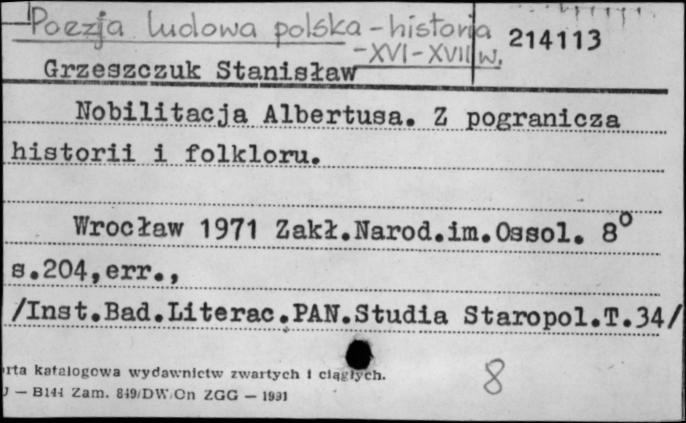 Poezja ludowa polska - historia
- XVI - XVII w.
214113
Grzeszczuk Stanisław
Nobilitacja Albertusa. Z pogranicza
historii i folkloru.
Wrocław 1971 Zakł.Narod.im.Ossol. 8°
s.204,err.,
/Inst.Bad.Literac.PAN.Studia Staropol.T.34/
rta katalogowa wydawnictw zwartych i ciągłych.
J — B144 Zam. 849/DW/On ZGG — 1991
8